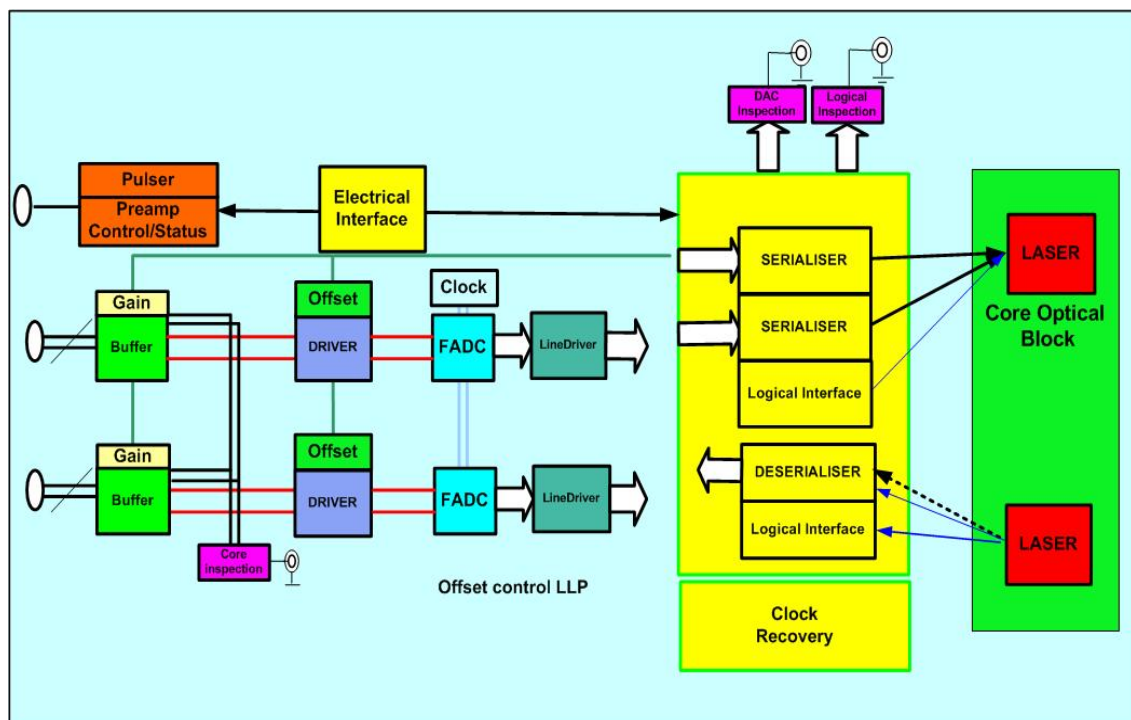 DAC
Inspection
Logical
Inspection
Pulser
Preamp
Control/Status
Electrical
Interface
SERIALISER
LASER
Core Optical
Block
Gain
Buffer
Offset
DRIVER
Clock
FADC
LineDriver
SERIALISER
Logical Interface
Gain
Buffer
Offset
DRIVER
FADC
LineDriver
DESERIALISER
Logical Interface
LASER
Core
Inspection
Offset control LLP
Clock
Recovery